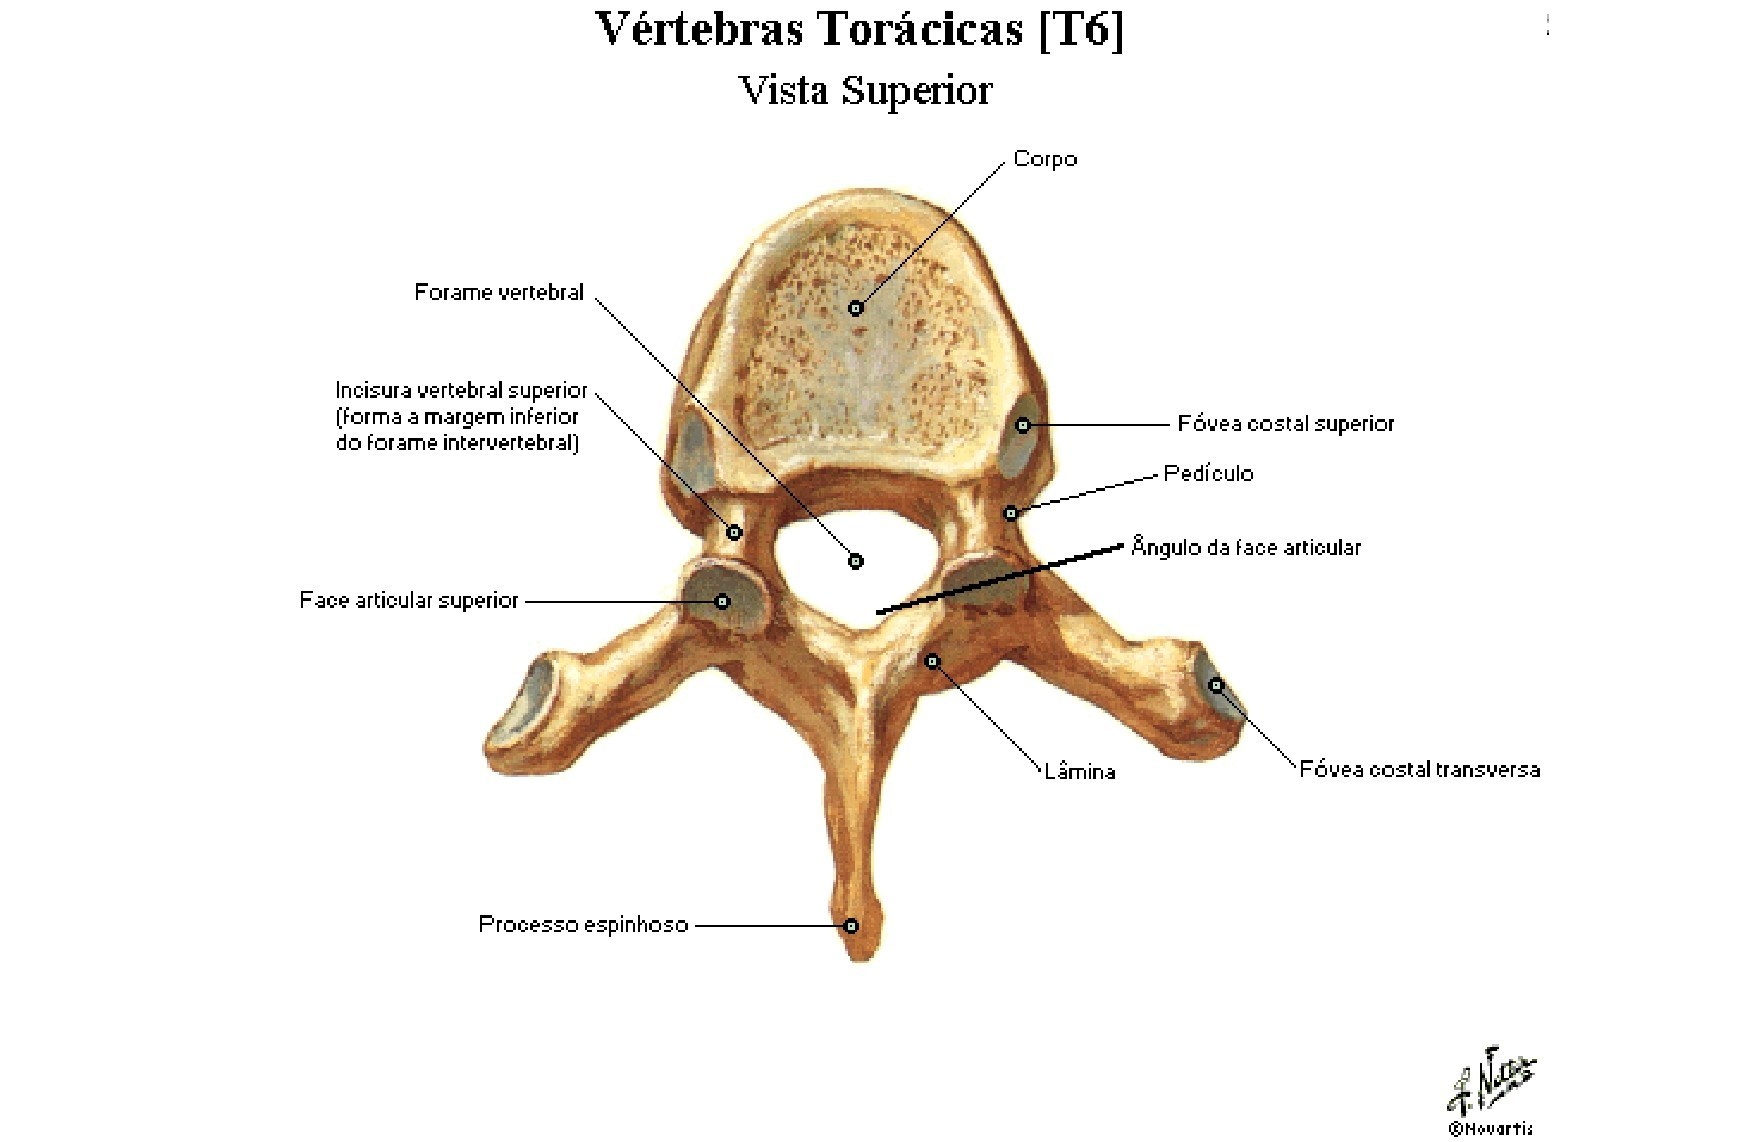 Vértebras Torácicas [T6]
Vista Superior
Corpo
Forame vertebral
Incisura vertebral superior
(forma a margem inferior
do forame intervertebral)
Fóvea costal superior
Pedículo
Ângulo da face articular
Face articular superior
Lâmina
Fóvea costal transversa
Processo espinhoso
©Novartis